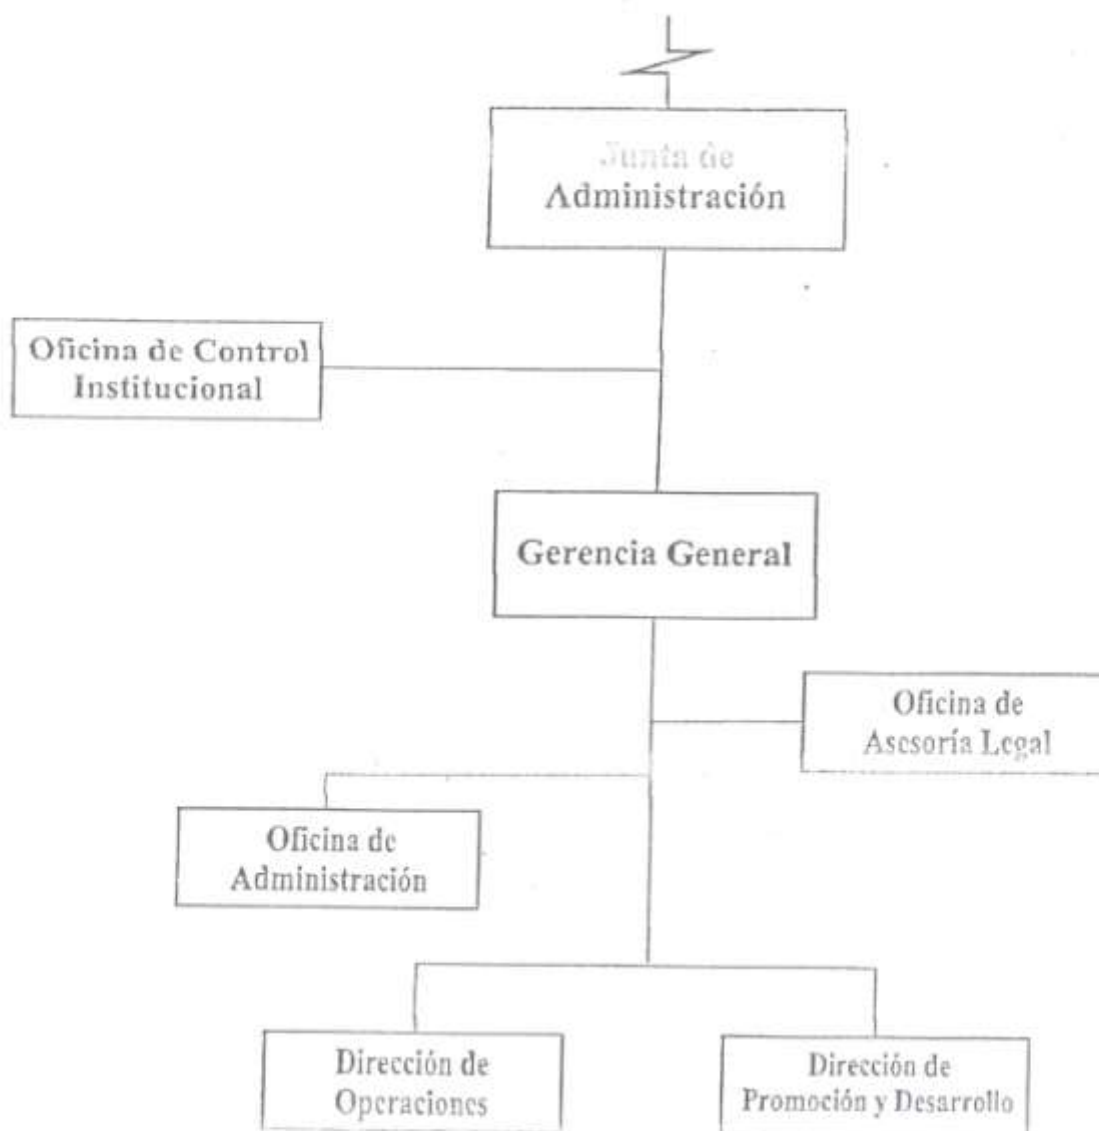 Junta de
Administración
Oficina de Control
Institucional
Gerencia General
Oficina de
Asesoría Legal
Oficina de
Administración
Dirección de
Operaciones
Dirección de
Promoción y Desarrollo